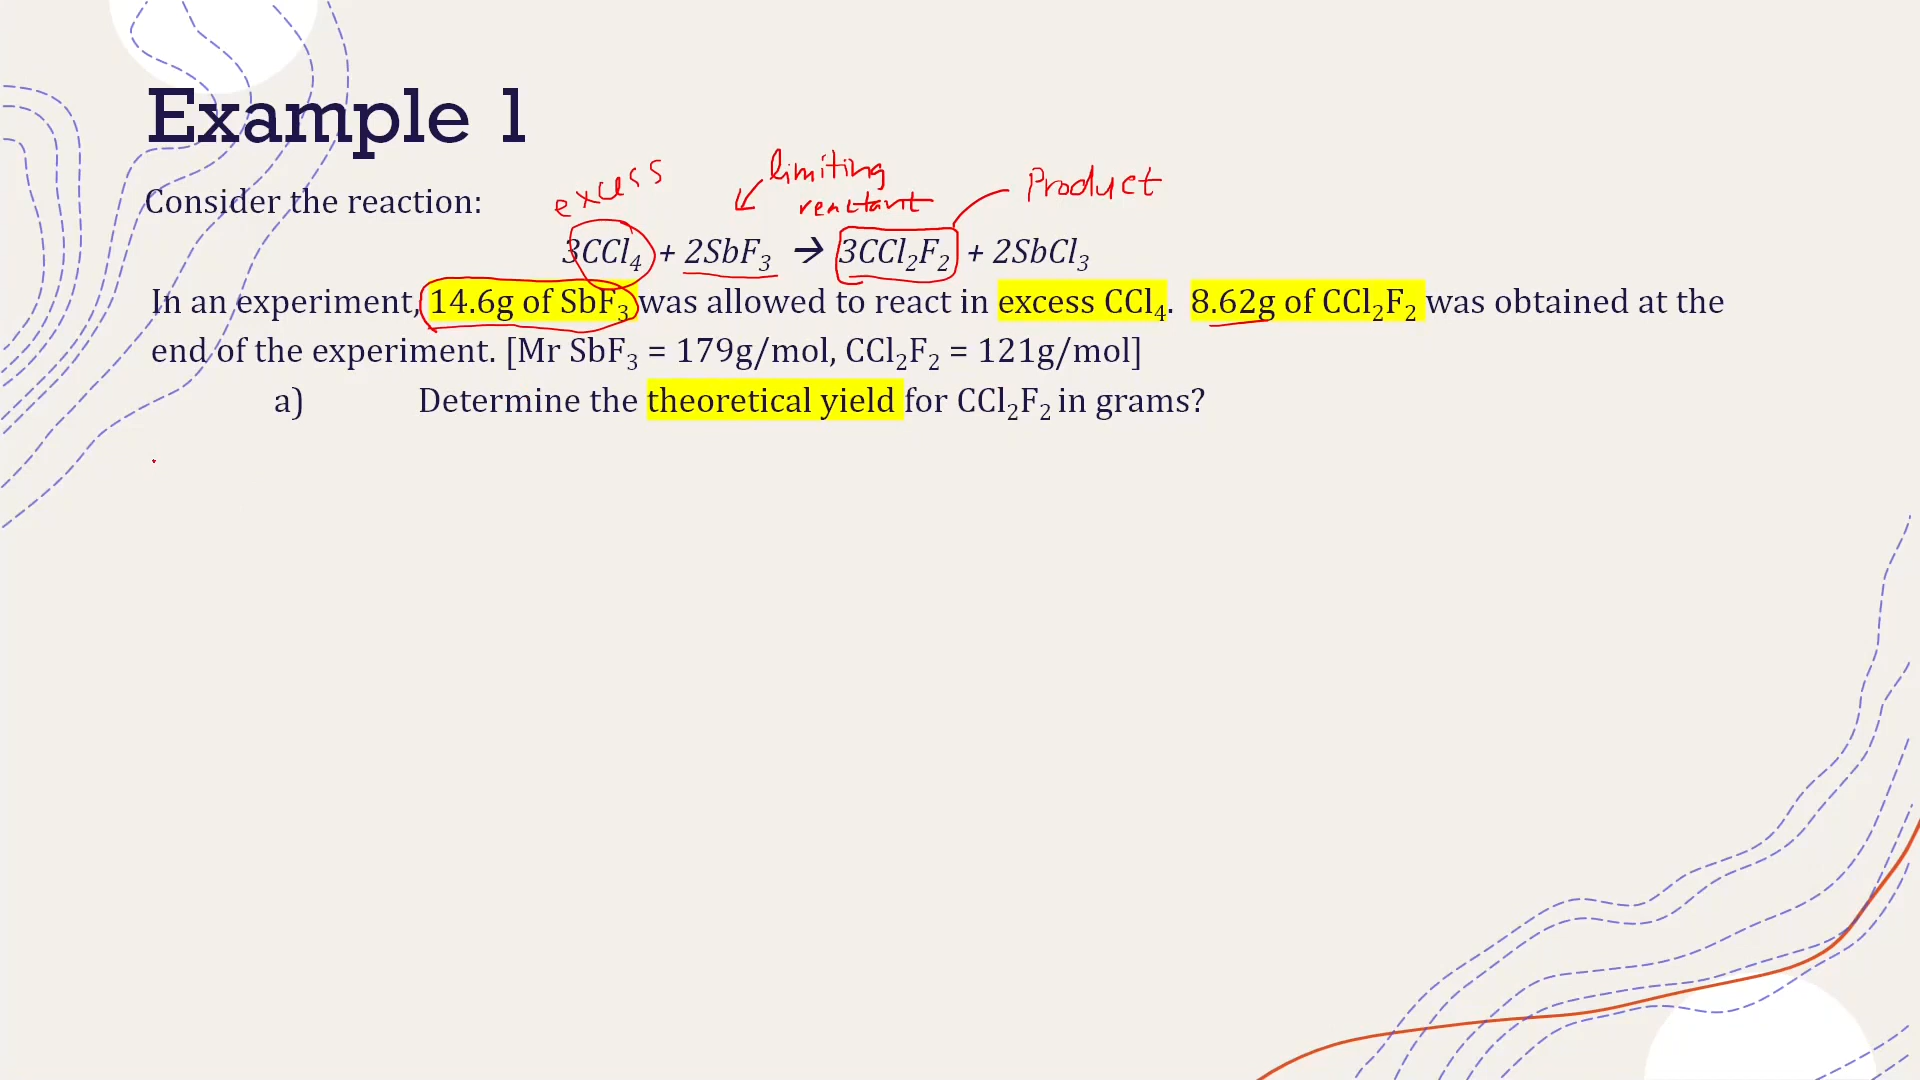 Example 1
Consider the reaction:
excess
limiting
reactant
Product
3CCl₄ + 2SbF₃ → 3CCl₂F₂ + 2SbCl₃
In an experiment, 14.6g of SbF₃ was allowed to react in excess CCl₄. 8.62g of CCl₂F₂ was obtained at the
end of the experiment. [Mr SbF₃ = 179g/mol, CCl₂F₂ = 121g/mol]
a) Determine the theoretical yield for CCl₂F₂ in grams?